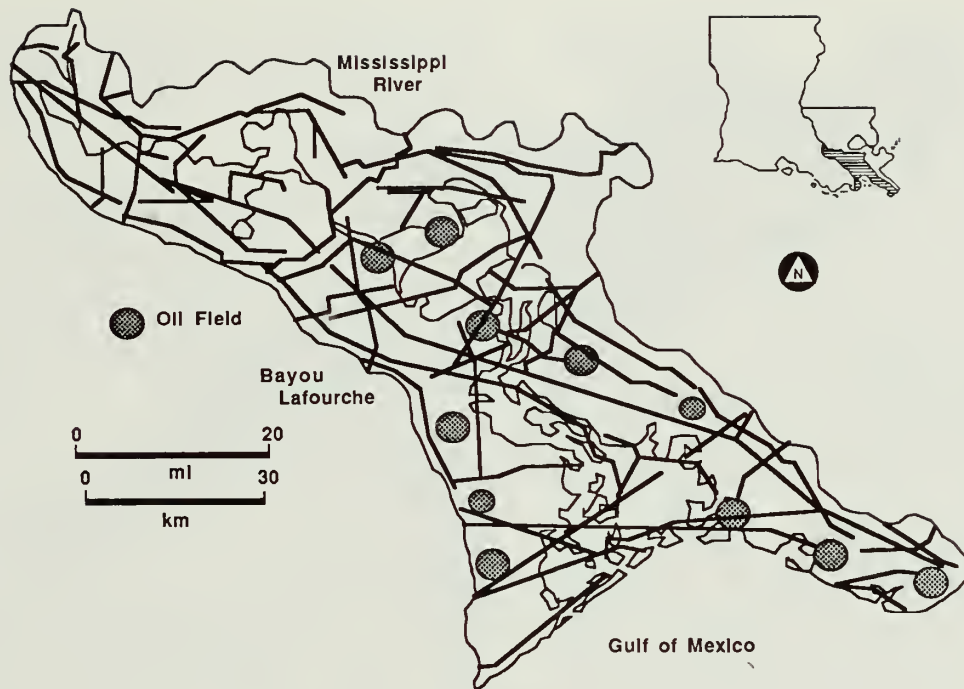 Mississippi
River
N
Oil Field
Bayou
Lafourche
0 20
mi
0 30
km
Gulf of Mexico